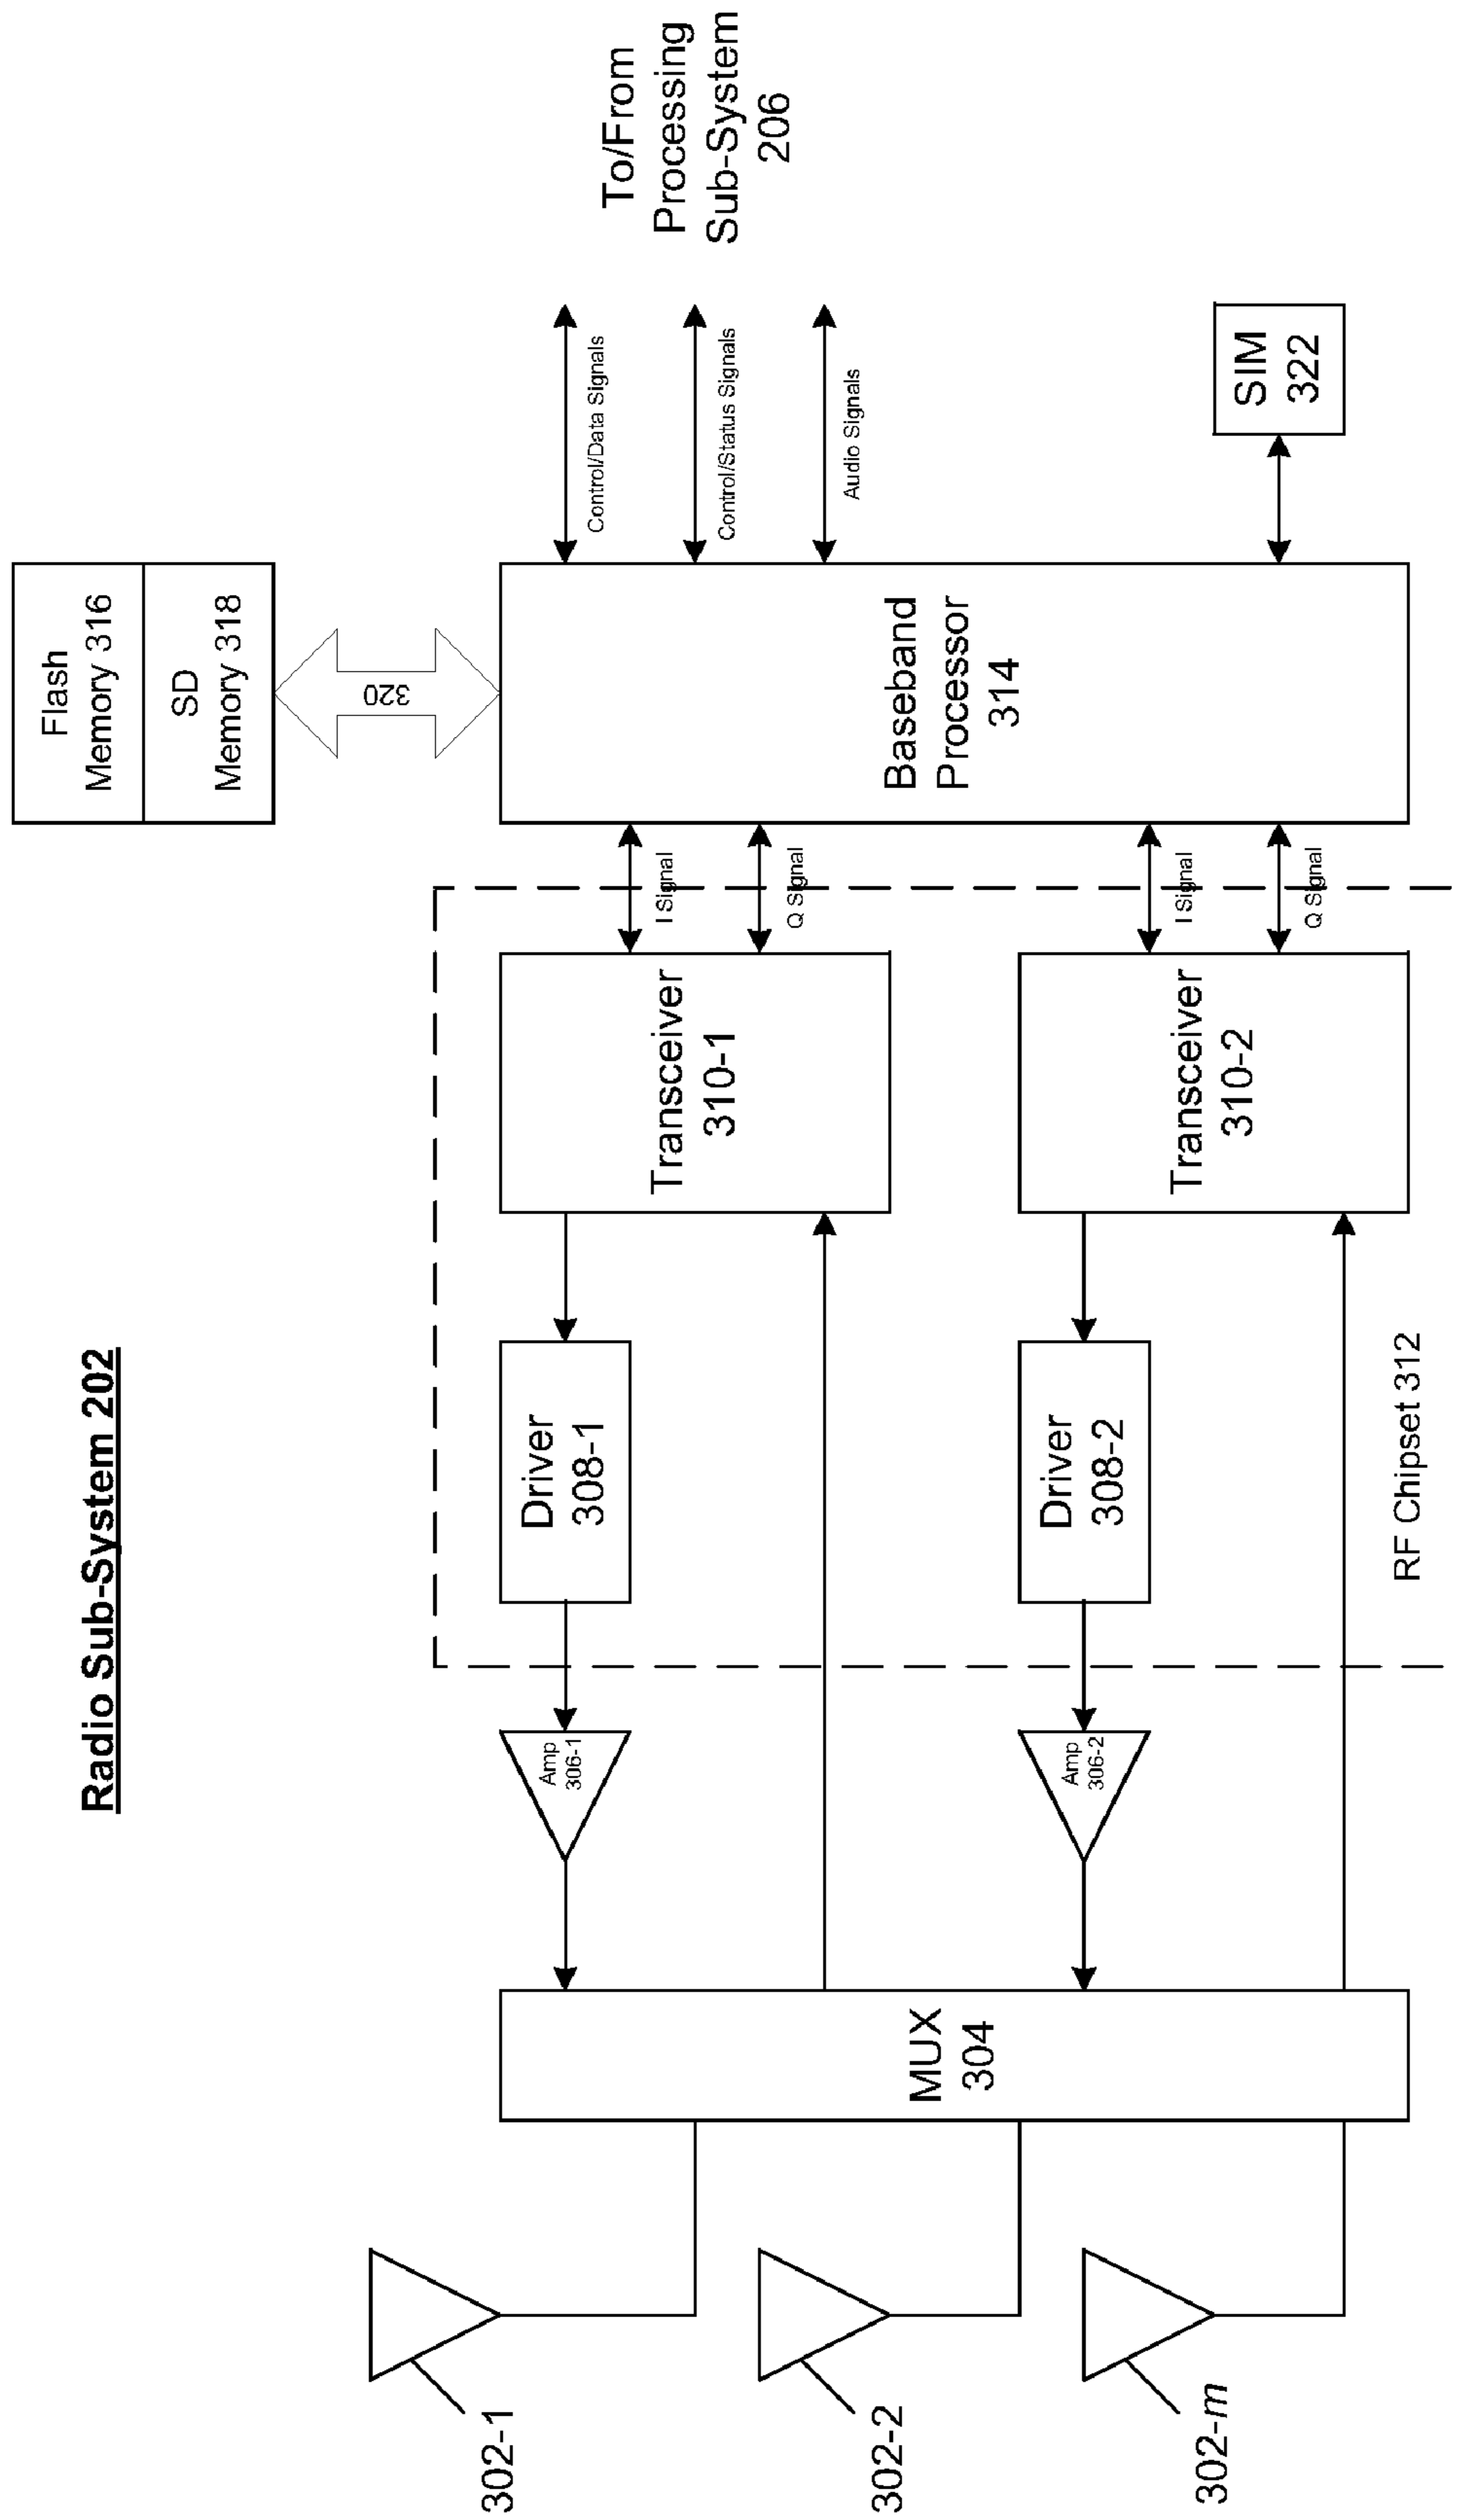 Radio Sub-System 202
Flash
Memory 316
SD
Memory 318
320
302-1
302-2
302-m
MUX
304
Amp
306-1
Amp
306-2
Driver
308-1
Driver
308-2
RF Chipset 312
Transceiver
310-1
Transceiver
310-2
I Signal
Q Signal
I Signal
Q Signal
Baseband
Processor
314
Control/Data Signals
Control/Status Signals
Audio Signals
SIM
322
To/From
Processing
Sub-System
206